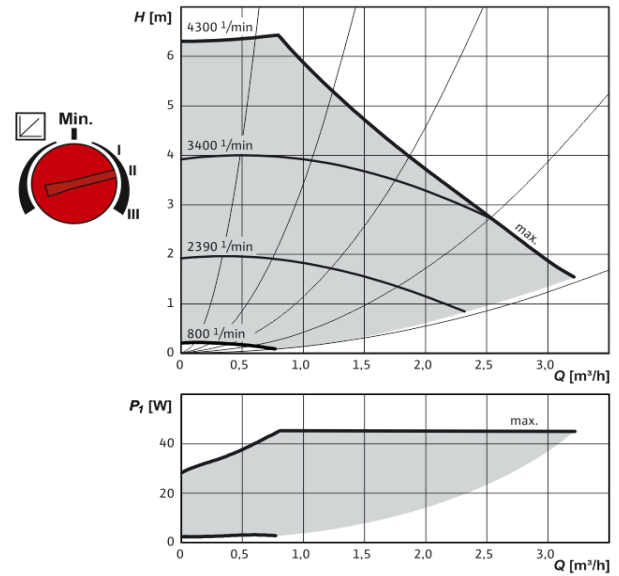 H [m]
4300 1/min
6
5
Min.
I
II
III
3400 1/min
4
3
max.
2390 1/min
2
1
800 1/min
0
0 0,5 1,0 1,5 2,0 2,5 3,0
Q [m³/h]
P1 [W]
max.
40
20
0
0 0,5 1,0 1,5 2,0 2,5 3,0
Q [m³/h]